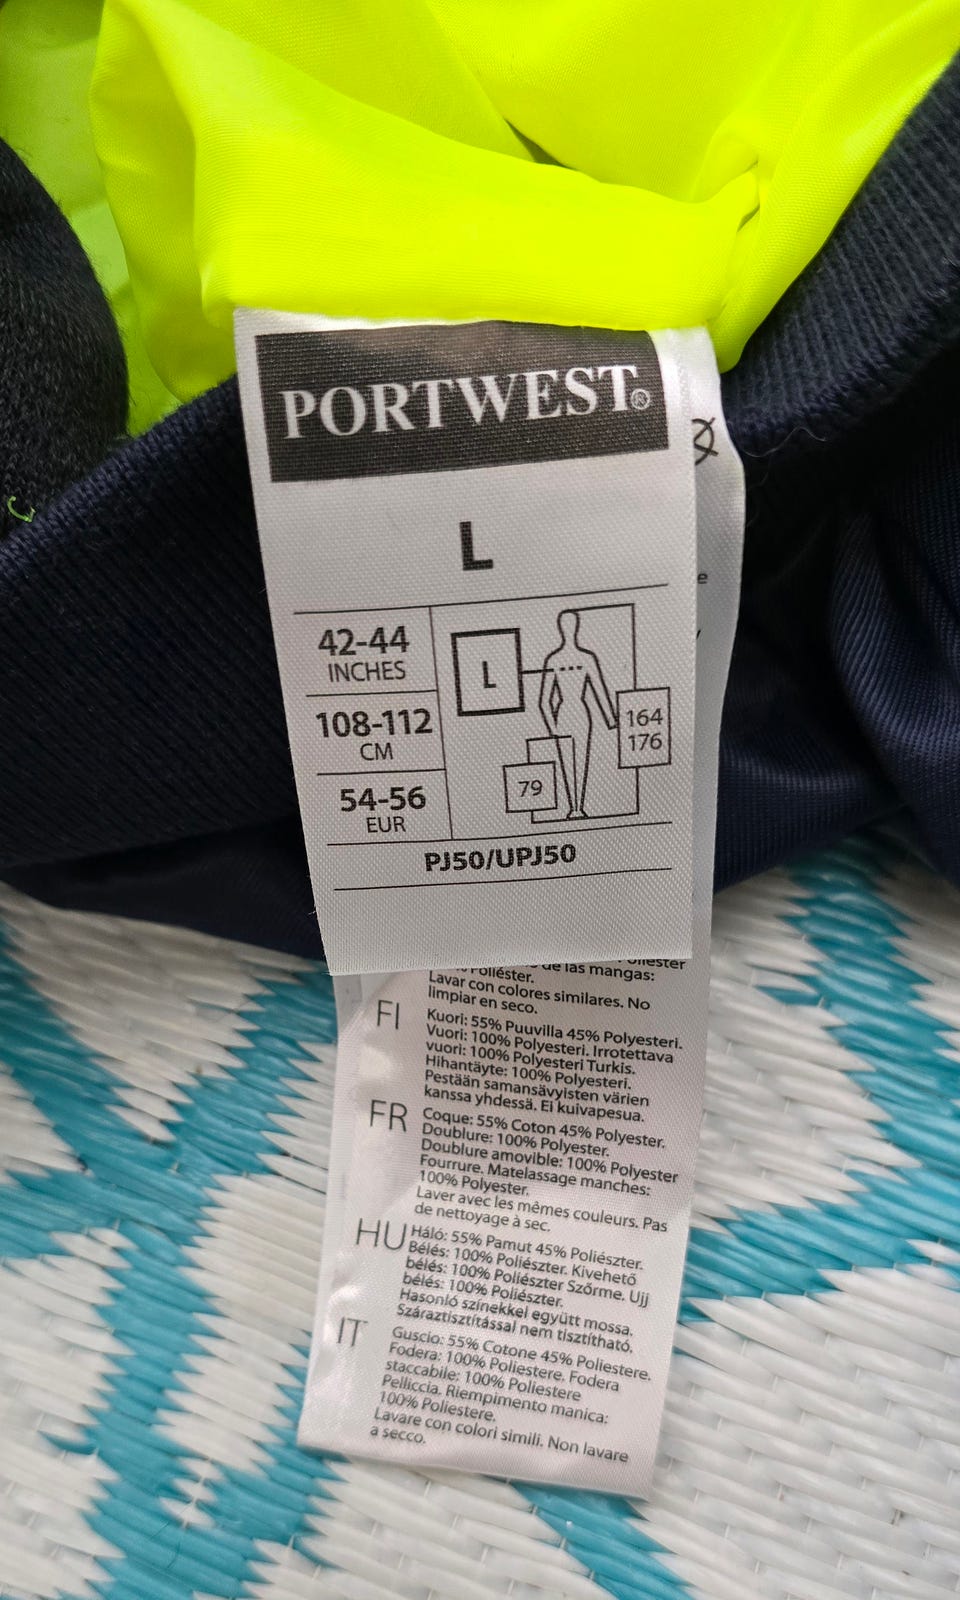 PORTWEST®
L
42-44
INCHES
108-112
CM
54-56
EUR
L
164
176
79
PJ50/UPJ50
e
de las mangas:
Poliéster.
Lavar con colores similares. No
limpiar en seco.
FI
Kuori: 55% Puuvilla 45% Polyesteri.
Vuori: 100% Polyesteri. Irrotettava
vuori: 100% Polyesteri Turkis.
Hihantäyte: 100% Polyesteri.
Pestään samansävyisten värien
kanssa yhdessä. Ei kuivapesua.
FR
Coque: 55% Coton 45% Polyester.
Doublure: 100% Polyester.
Doublure amovible: 100% Polyester
Fourrure. Matelassage manches:
100% Polyester.
Laver avec les mêmes couleurs. Pas
de nettoyage à sec.
HU
Háló: 55% Pamut 45% Poliészter.
Bélés: 100% Poliészter. Kivehető
bélés: 100% Poliészter Szőrme. Ujj
bélés: 100% Poliészter.
Hasonló színekkel együtt mossa.
Száraztisztítással nem tisztítható.
IT
Guscio: 55% Cotone 45% Poliestere.
Fodera: 100% Poliestere. Fodera
staccabile: 100% Poliestere
Pelliccia. Riempimento manica:
100% Poliestere.
Lavare con colori simili. Non lavare
a secco.